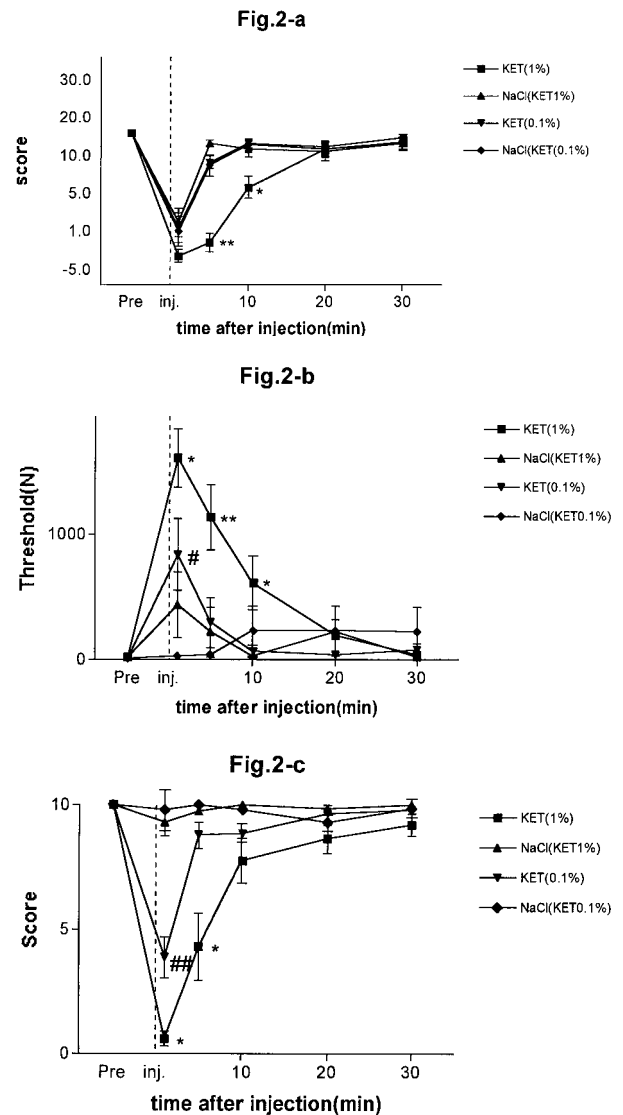 Fig.2-a
30.0
20.0
10.0
5.0
1.0
-5.0
score
KET(1%)
NaCl(KET1%)
KET(0.1%)
NaCl(KET(0.1%)
*
**
Pre inj. 10 20 30
time after injection(min)
Fig.2-b
1000
0
Threshold(N)
KET(1%)
NaCl(KET1%)
KET(0.1%)
NaCl(KET0.1%)
*
**
#
*
Pre inj. 10 20 30
time after injection(min)
Fig.2-c
10
5
0
Score
KET(1%)
NaCl(KET1%)
KET(0.1%)
NaCl(KET0.1%)
*
##
*
Pre inj. 10 20 30
time after injection(min)